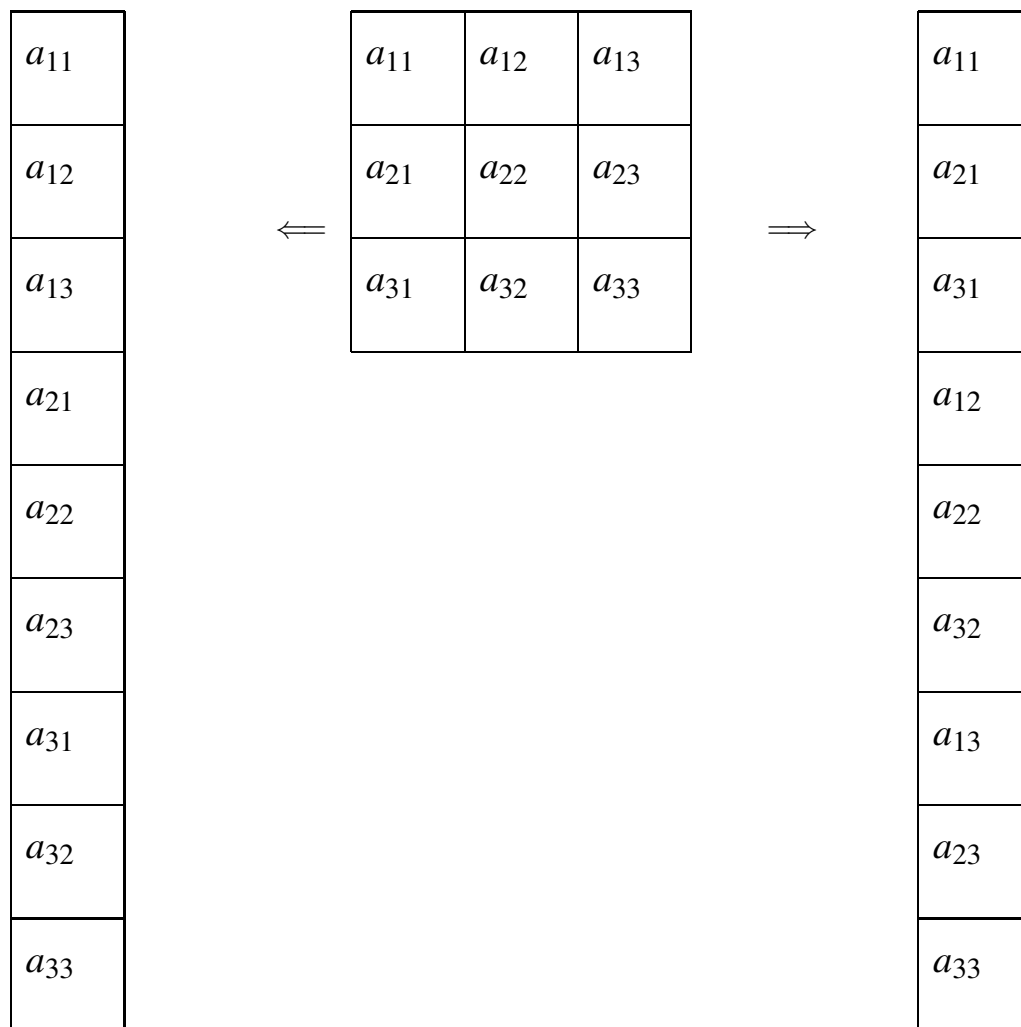 a₁₁
a₁₂
a₁₃
a₂₁
a₂₂
a₂₃
a₃₁
a₃₂
a₃₃
⟸
a₁₁ a₁₂ a₁₃
a₂₁ a₂₂ a₂₃
a₃₁ a₃₂ a₃₃
⟹
a₁₁
a₂₁
a₃₁
a₁₂
a₂₂
a₃₂
a₁₃
a₂₃
a₃₃